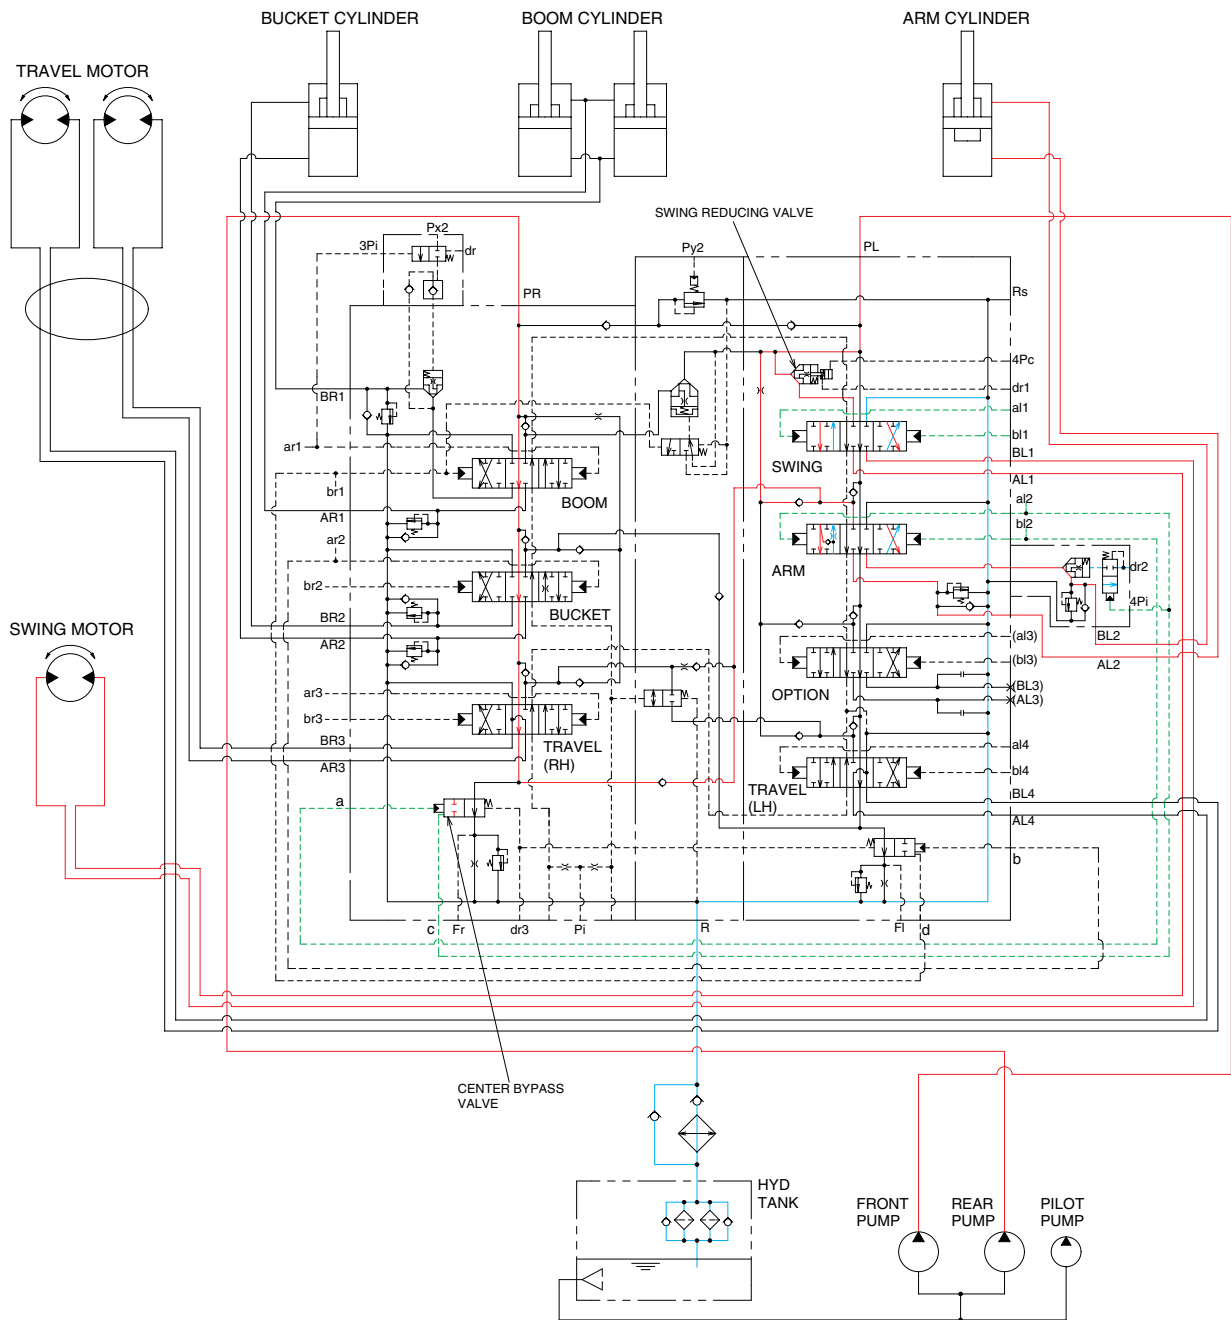 BUCKET CYLINDER
BOOM CYLINDER
ARM CYLINDER
TRAVEL MOTOR
SWING REDUCING VALVE
Px2
3Pi
dr
Py2
PL
PR
Rs
4Pc
dr1
BR1
al1
bl1
ar1
SWING
BL1
AL1
br1
BOOM
al2
AR1
bl2
ar2
ARM
dr2
br2
4Pi
BUCKET
BR2
BL2
SWING MOTOR
AR2
(al3)
AL2
(bl3)
OPTION
ar3
(BL3)
(AL3)
br3
BR3
TRAVEL
(RH)
al4
AR3
bl4
TRAVEL
(LH)
BL4
a
AL4
b
c
Fr
dr3
Pi
R
Fl
d
CENTER BYPASS
VALVE
HYD
TANK
FRONT
PUMP
REAR
PUMP
PILOT
PUMP